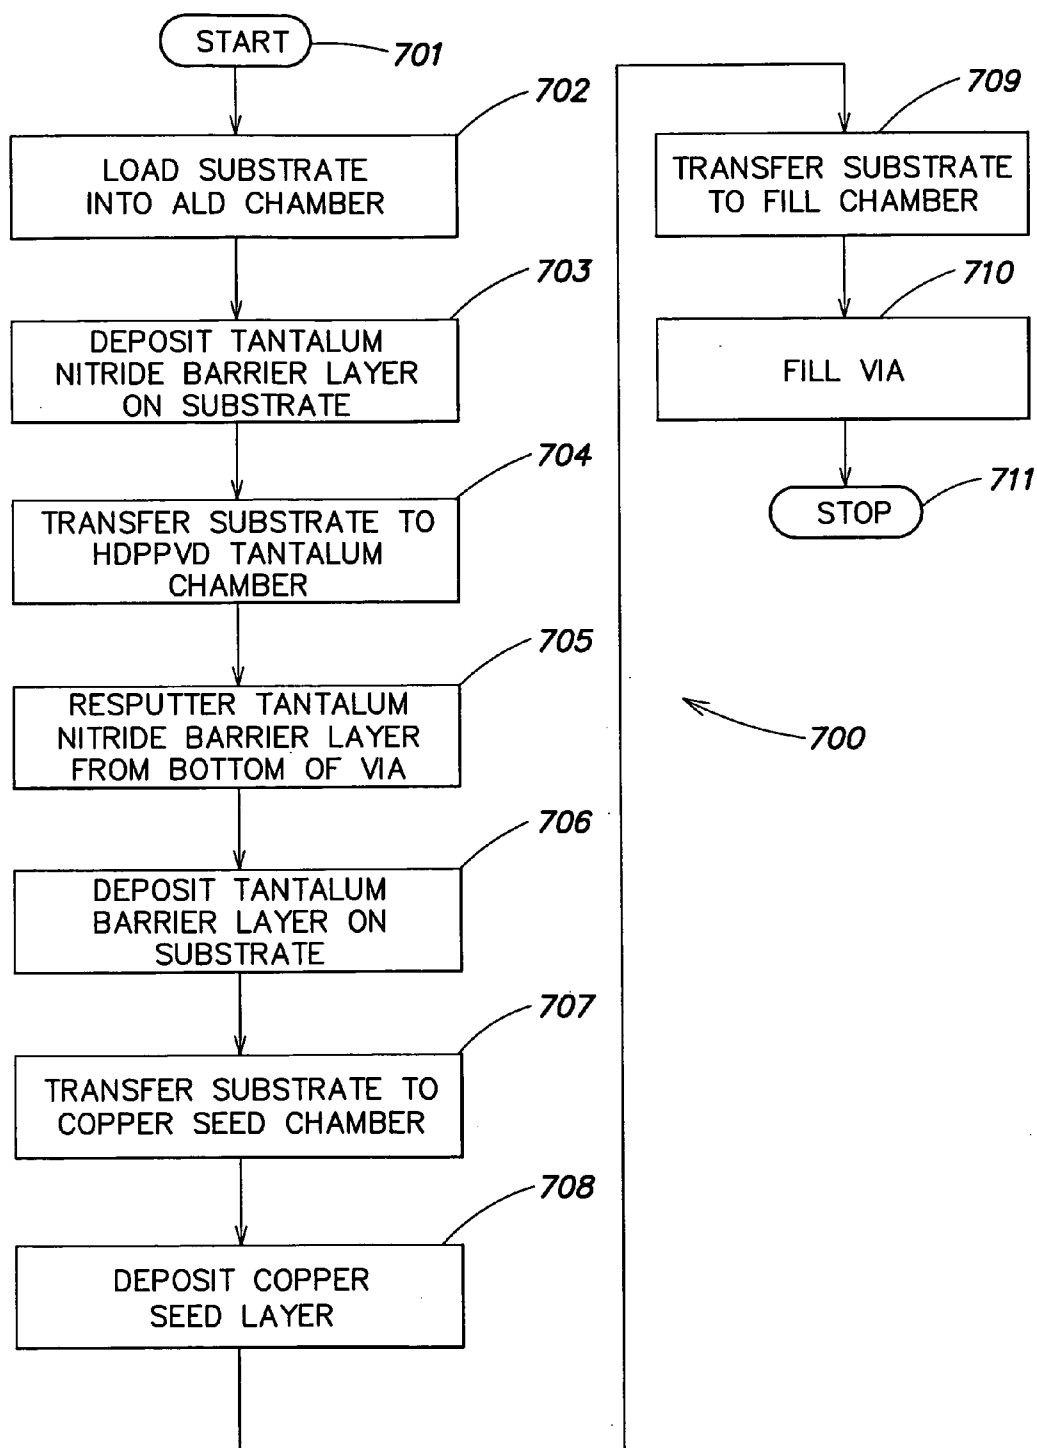 START
701
702
LOAD SUBSTRATE
INTO ALD CHAMBER
703
DEPOSIT TANTALUM
NITRIDE BARRIER LAYER
ON SUBSTRATE
704
TRANSFER SUBSTRATE TO
HDPPVD TANTALUM
CHAMBER
705
RESPUTTER TANTALUM
NITRIDE BARRIER LAYER
FROM BOTTOM OF VIA
706
DEPOSIT TANTALUM
BARRIER LAYER ON
SUBSTRATE
707
TRANSFER SUBSTRATE TO
COPPER SEED CHAMBER
708
DEPOSIT COPPER
SEED LAYER
709
TRANSFER SUBSTRATE
TO FILL CHAMBER
710
FILL VIA
711
STOP
700